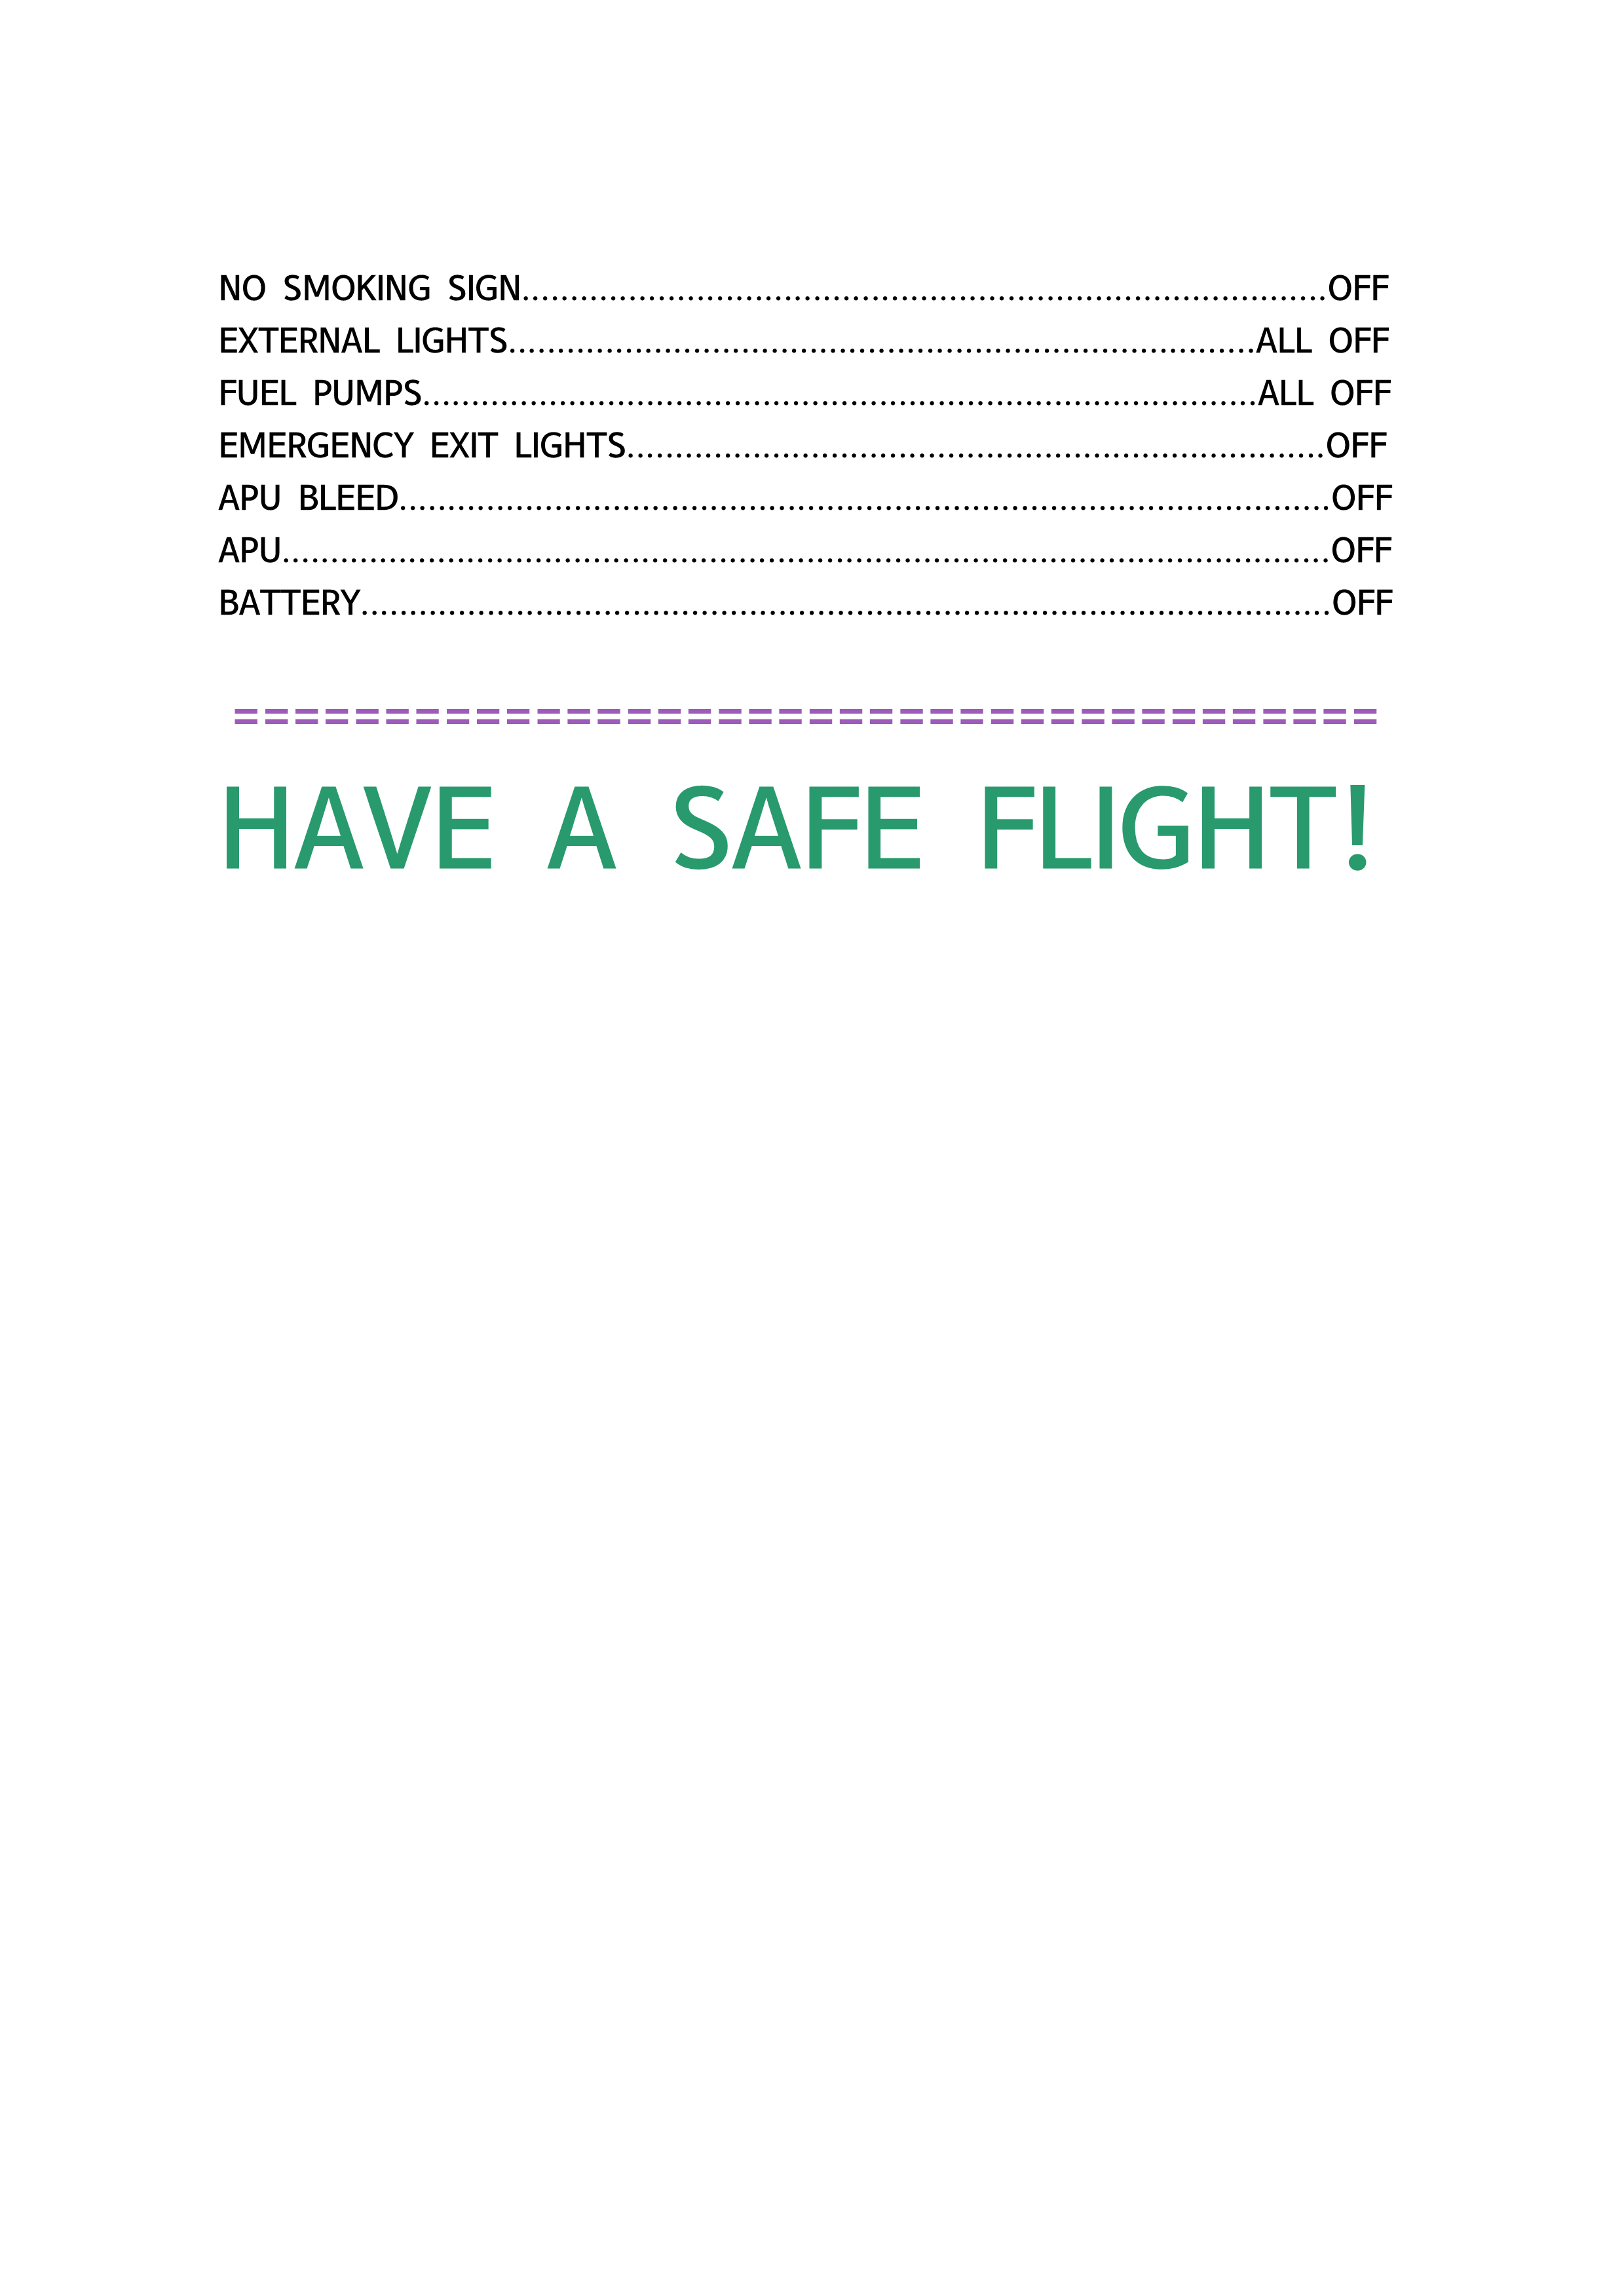 NO SMOKING SIGN...................................................................................OFF
EXTERNAL LIGHTS.............................................................................ALL OFF
FUEL PUMPS......................................................................................ALL OFF
EMERGENCY EXIT LIGHTS........................................................................OFF
APU BLEED................................................................................................OFF
APU............................................................................................................OFF
BATTERY....................................................................................................OFF
======================================
HAVE A SAFE FLIGHT!